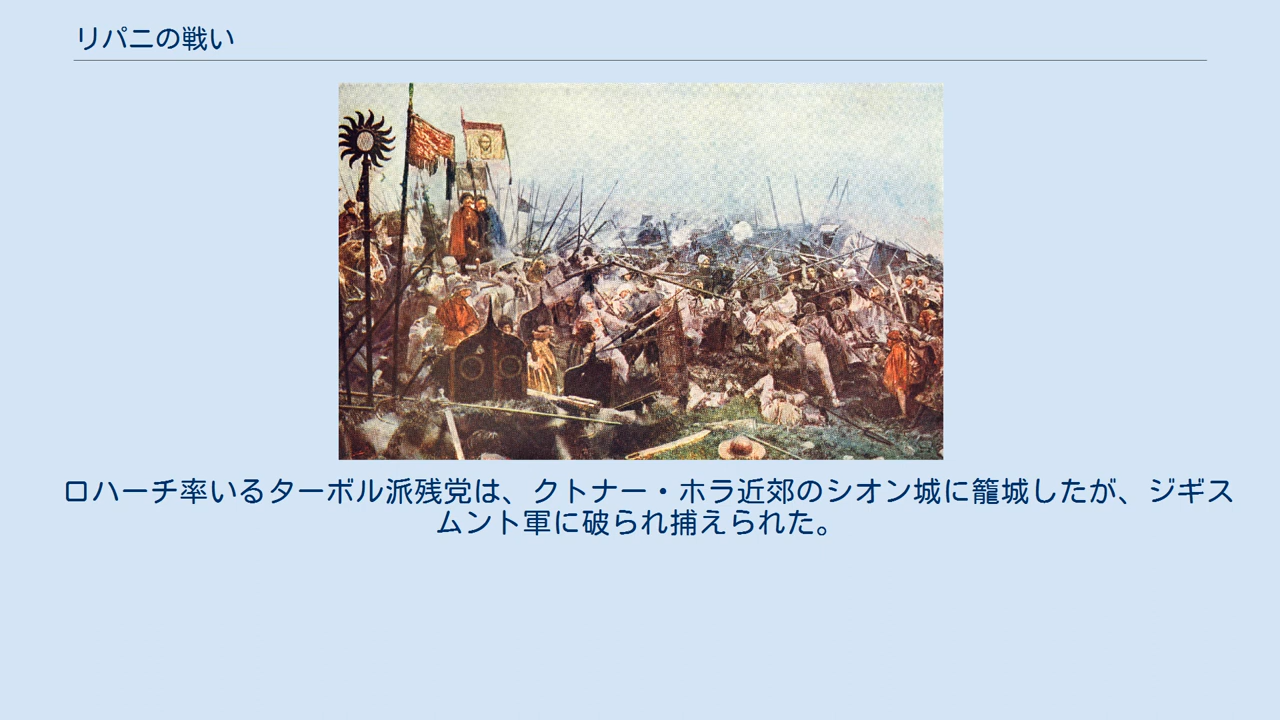 リパニの戦い
ロハーチ率いるターボル派残党は、クトナー・ホラ近郊のシオン城に籠城したが、ジギス
ムント軍に破られ捕えられた。